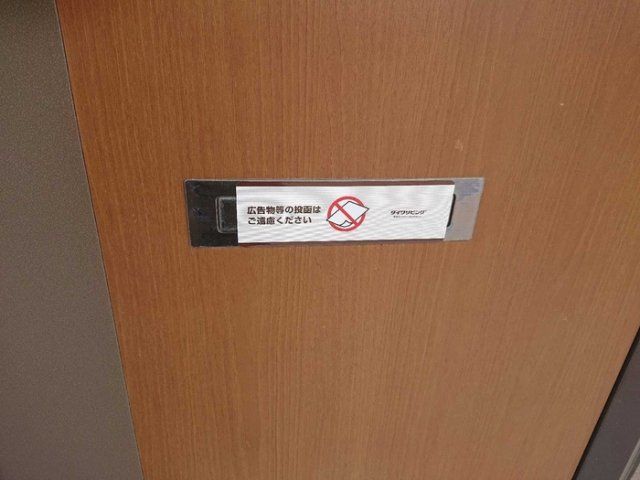 広告物等の投函は
ご遠慮ください
ダイワリビング